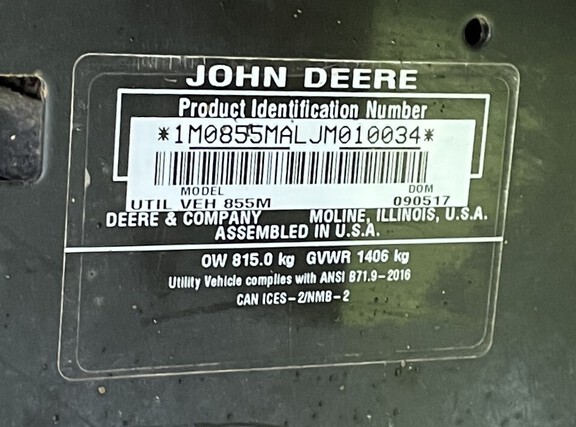 JOHN DEERE
Product Identification Number
*1M0855MALJM010034*
MODEL DOM
UTIL VEH 855M 090517
DEERE & COMPANY MOLINE, ILLINOIS, U.S.A.
ASSEMBLED IN U.S.A.
OW 815.0 kg GVWR 1406 kg
Utility Vehicle complies with ANSI B71.9-2016
CAN ICES-2/NMB-2